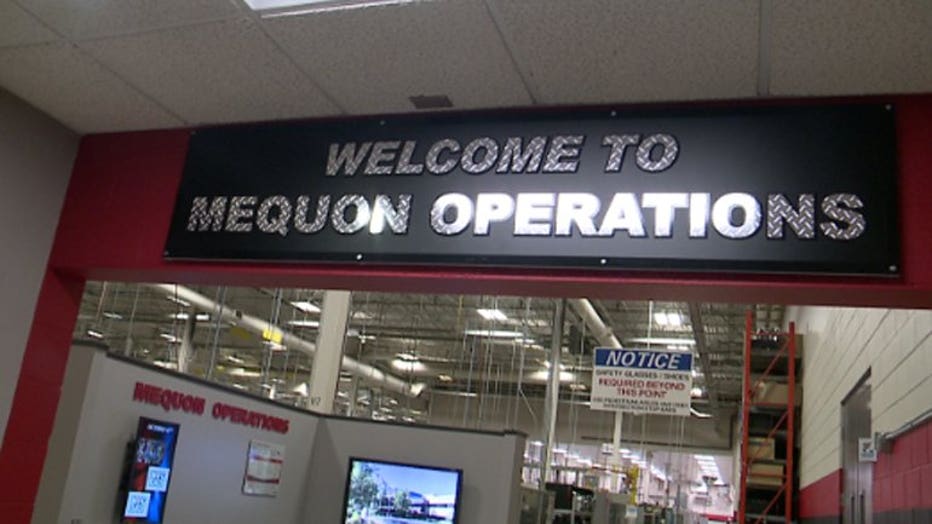 WELCOME TO
MEQUON OPERATIONS
NOTICE
SAFETY GLASSES / SHOES
REQUIRED BEYOND
THIS POINT
MEQUON OPERATIONS